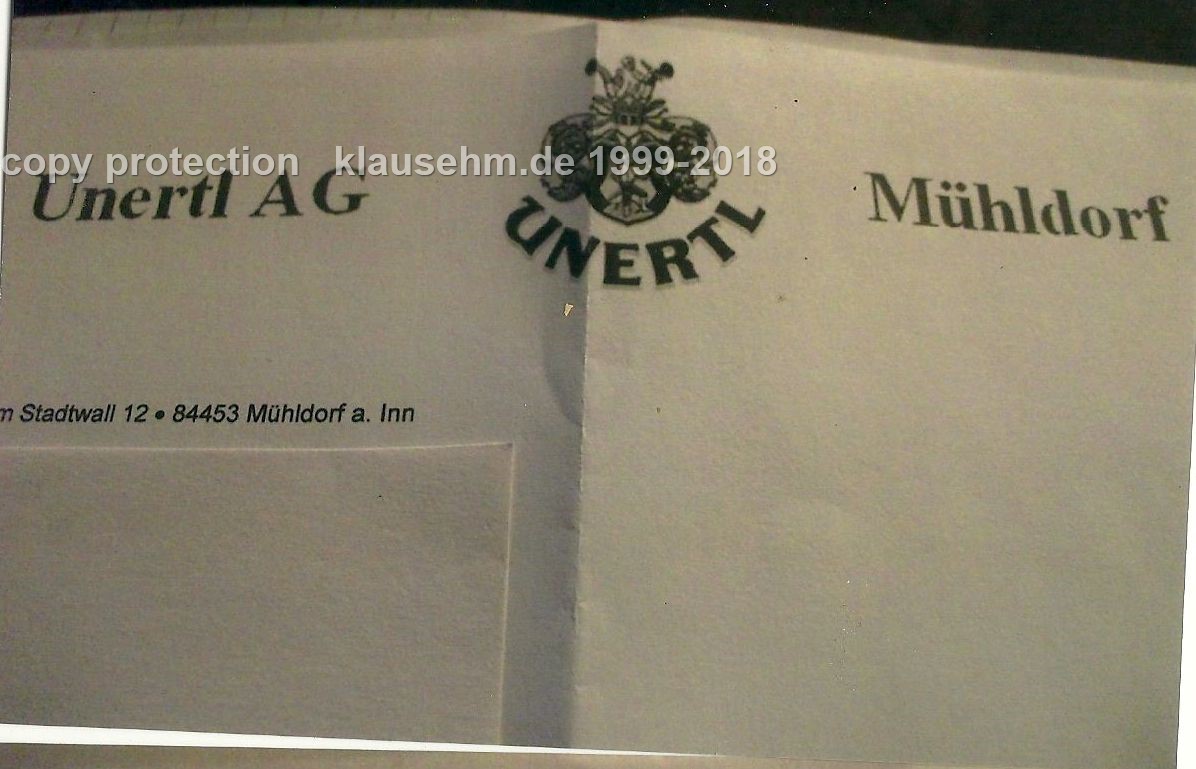 copy protection klausehm.de 1999-2018
Unertl AG
UNERTL
Mühldorf
m Stadtwall 12 • 84453 Mühldorf a. Inn